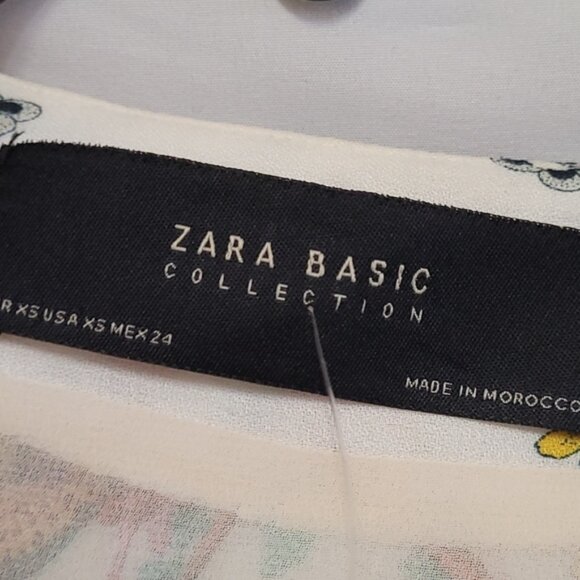 ZARA BASIC
COLLECTION
R XS USA XS MEX 24
MADE IN MOROCCO